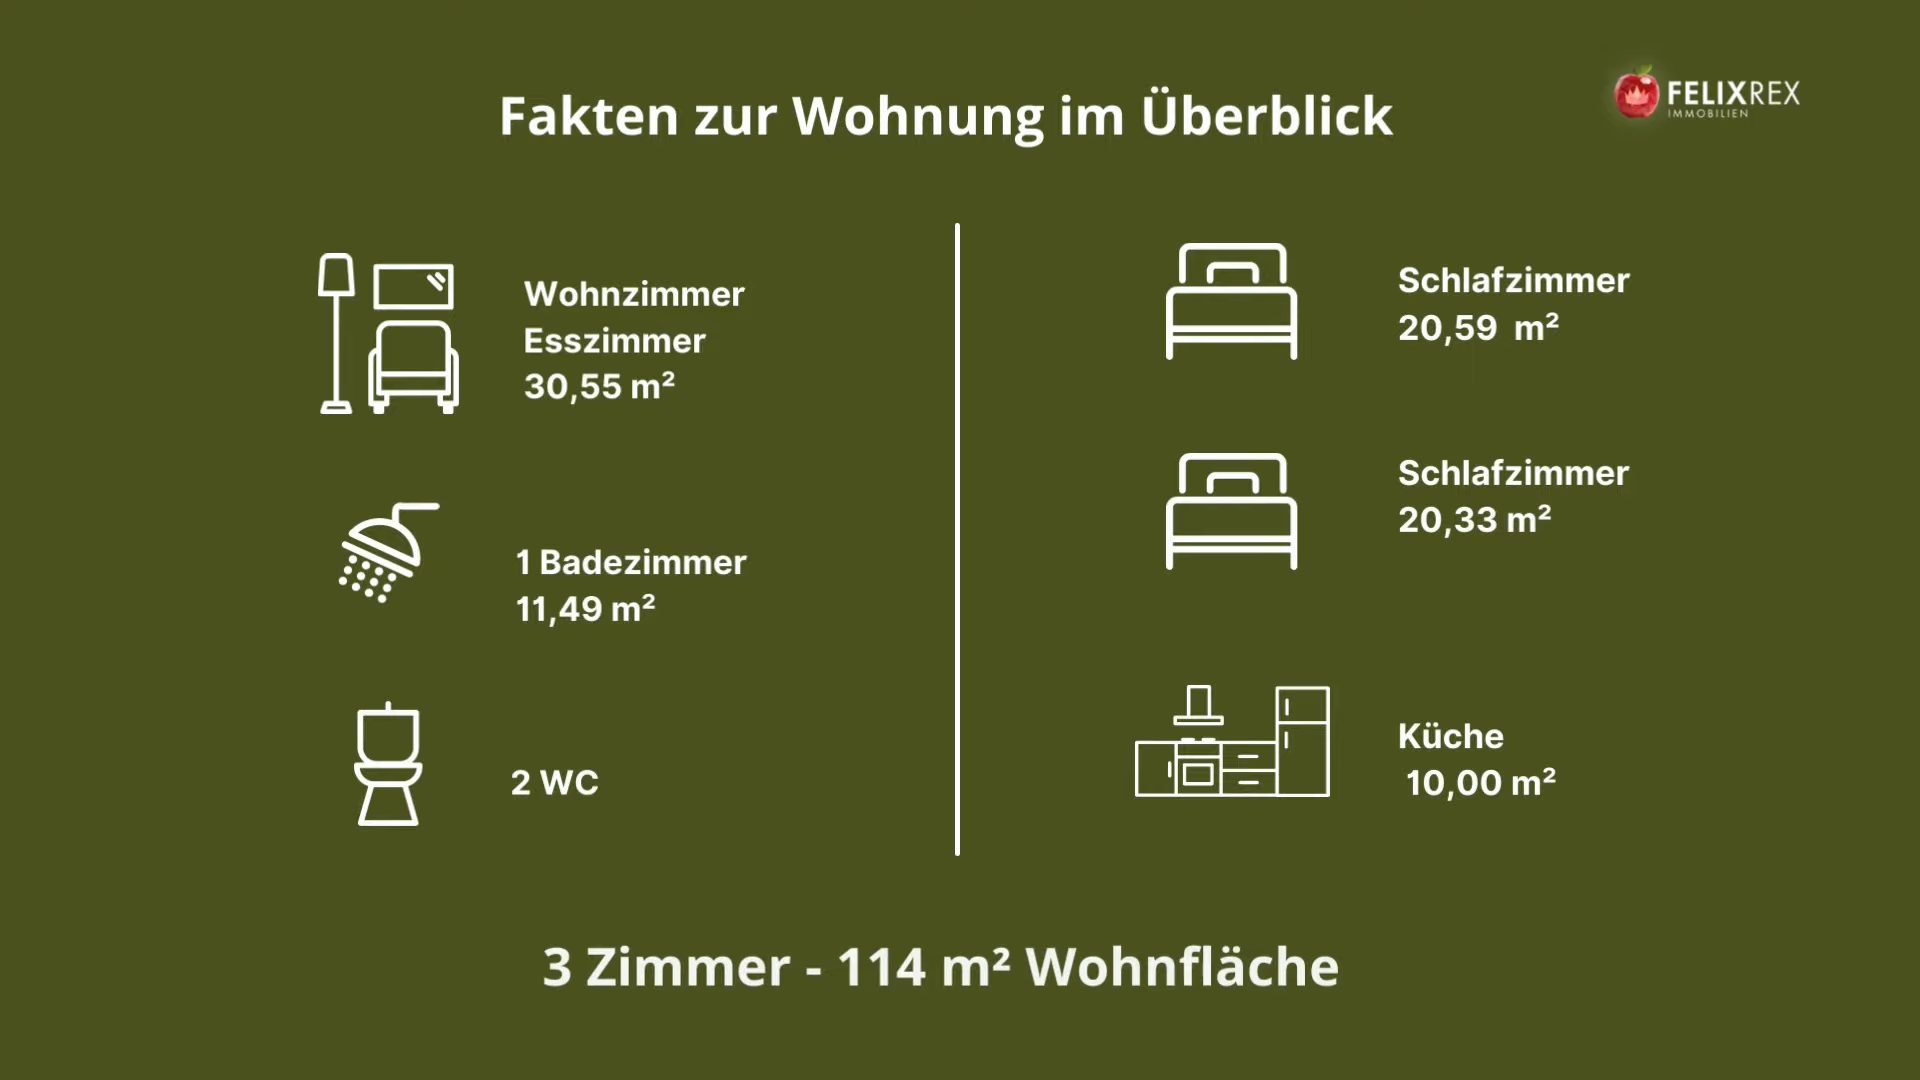 Fakten zur Wohnung im Überblick
FELIXREX
IMMOBILIEN
Wohnzimmer
Esszimmer
30,55 m²
1 Badezimmer
11,49 m²
2 WC
Schlafzimmer
20,59 m²
Schlafzimmer
20,33 m²
Küche
10,00 m²
3 Zimmer - 114 m² Wohnfläche